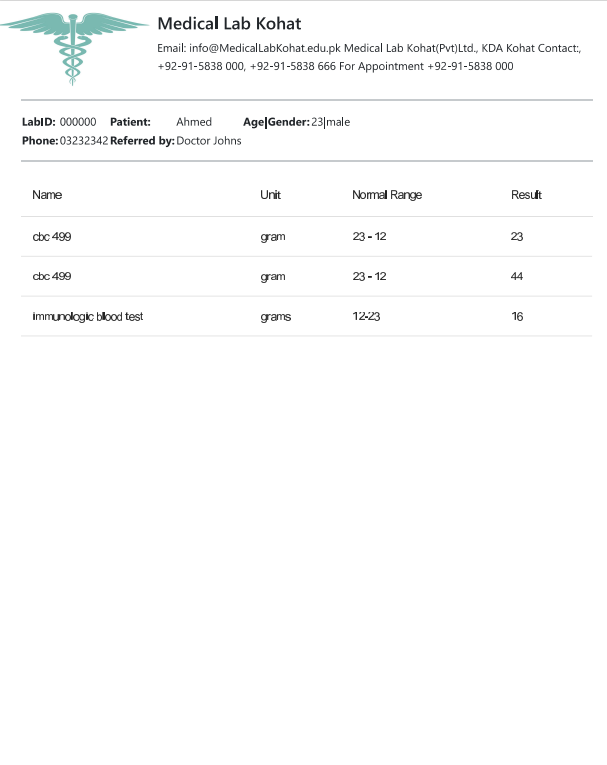 Medical Lab Kohat
Email: info@MedicalLabKohat.edu.pk Medical Lab Kohat(Pvt)Ltd., KDA Kohat Contact:,
+92-91-5838 000, +92-91-5838 666 For Appointment +92-91-5838 000
LabID: 000000 Patient: Ahmed Age|Gender: 23|male
Phone: 03232342 Referred by: Doctor Johns
Name Unit Normal Range Result
cbc 499 gram 23 - 12 23
cbc 499 gram 23 - 12 44
immunologic blood test grams 12-23 16